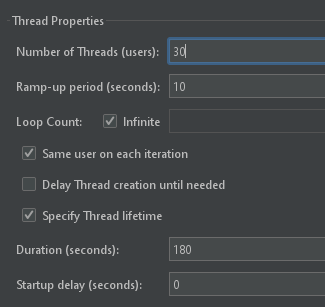 Thread Properties
Number of Threads (users): 30
Ramp-up period (seconds): 10
Loop Count: Infinite
Same user on each iteration
Delay Thread creation until needed
Specify Thread lifetime
Duration (seconds): 180
Startup delay (seconds): 0